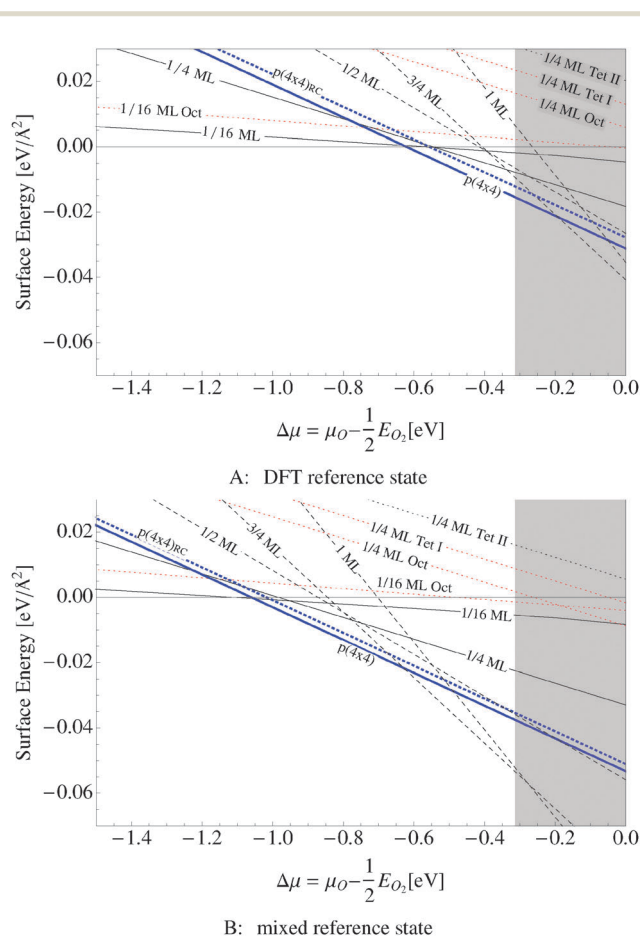 1/4 ML
p(4x4)RC
1/2 ML
3/4 ML
1 ML
1/4 ML Tet II
1/4 ML Tet I
1/4 ML Oct
1/16 ML Oct
1/16 ML
p(4x4)
Surface Energy [eV/Å²]
0.02
0.00
−0.02
−0.04
−0.06
−1.4 −1.2 −1.0 −0.8 −0.6 −0.4 −0.2 0.0
Δμ = μ_O−1/2 E_O₂[eV]
A: DFT reference state
p(4x4)RC
1/2 ML
3/4 ML
1 ML
1/4 ML Tet II
1/4 ML Tet I
1/4 ML Oct
1/16 ML Oct
1/16 ML
1/4 ML
p(4x4)
Surface Energy [eV/Å²]
0.02
0.00
−0.02
−0.04
−0.06
−1.4 −1.2 −1.0 −0.8 −0.6 −0.4 −0.2 0.0
Δμ = μ_O−1/2 E_O₂[eV]
B: mixed reference state